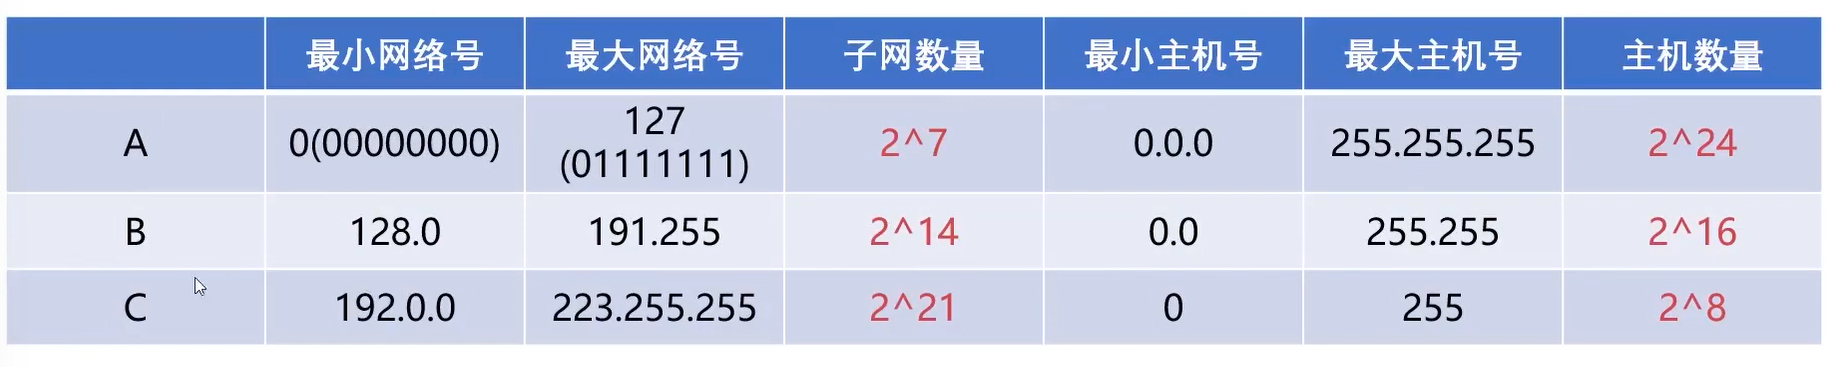 最小网络号 最大网络号 子网数量 最小主机号 最大主机号 主机数量
A 0(00000000) 127 (01111111) 2^7 0.0.0 255.255.255 2^24
B 128.0 191.255 2^14 0.0 255.255 2^16
C 192.0.0 223.255.255 2^21 0 255 2^8